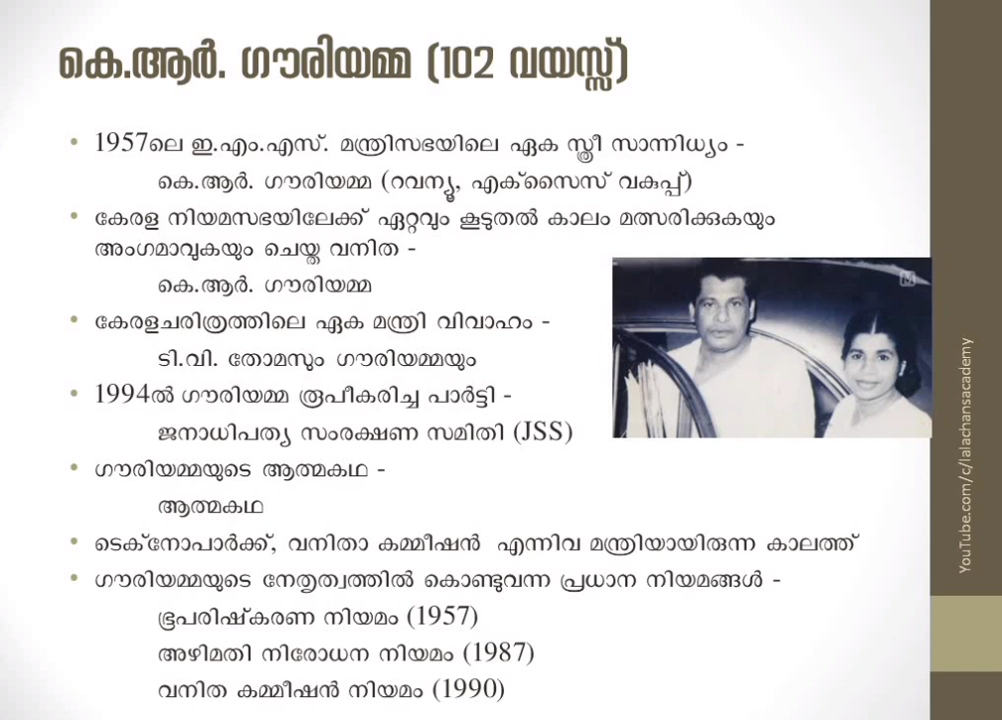 കെ.ആർ. ഗൗരിയമ്മ (102 വയസ്സ്)
• 1957ലെ ഇ.എം.എസ്. മന്ത്രിസഭയിലെ ഏക സ്ത്രീ സാന്നിധ്യം -
കെ.ആർ. ഗൗരിയമ്മ (റവന്യൂ, എക്സൈസ് വകുപ്പ്)
• കേരള നിയമസഭയിലേക്ക് ഏറ്റവും കൂടുതൽ കാലം മത്സരിക്കുകയും
അംഗമാവുകയും ചെയ്ത വനിത -
കെ.ആർ. ഗൗരിയമ്മ
• കേരളചരിത്രത്തിലെ ഏക മന്ത്രി വിവാഹം -
ടി.വി. തോമസും ഗൗരിയമ്മയും
• 1994ൽ ഗൗരിയമ്മ രൂപീകരിച്ച പാർട്ടി -
ജനാധിപത്യ സംരക്ഷണ സമിതി (JSS)
• ഗൗരിയമ്മയുടെ ആത്മകഥ -
ആത്മകഥ
• ടെക്നോപാർക്ക്, വനിതാ കമ്മീഷൻ എന്നിവ മന്ത്രിയായിരുന്ന കാലത്ത്
• ഗൗരിയമ്മയുടെ നേതൃത്വത്തിൽ കൊണ്ടുവന്ന പ്രധാന നിയമങ്ങൾ -
ഭൂപരിഷ്കരണ നിയമം (1957)
അഴിമതി നിരോധന നിയമം (1987)
വനിത കമ്മീഷൻ നിയമം (1990)
YouTube.com/c/lalachansacademy